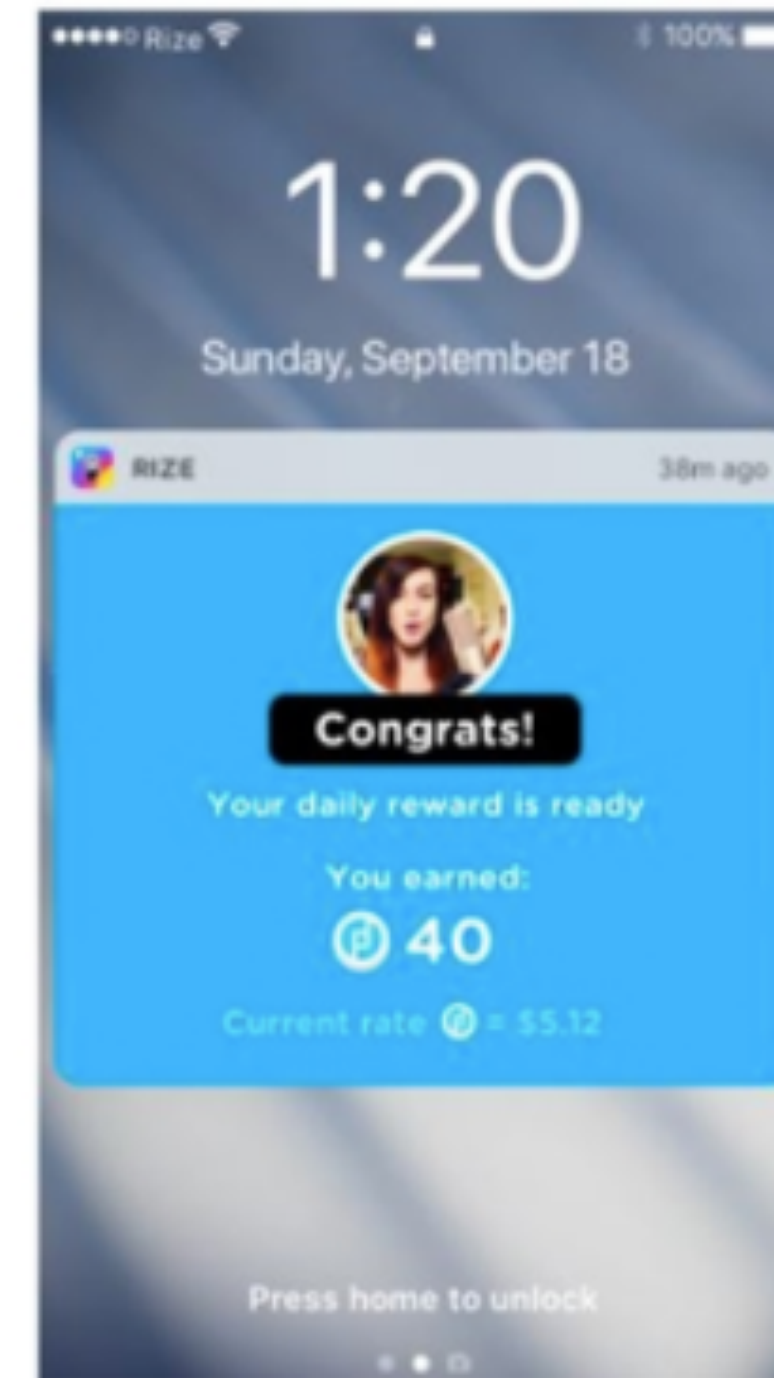 Rize 100%
1:20
Sunday, September 18
RIZE 38m ago
Congrats!
Your daily reward is ready
You earned:
40
Current rate = $5.12
Press home to unlock